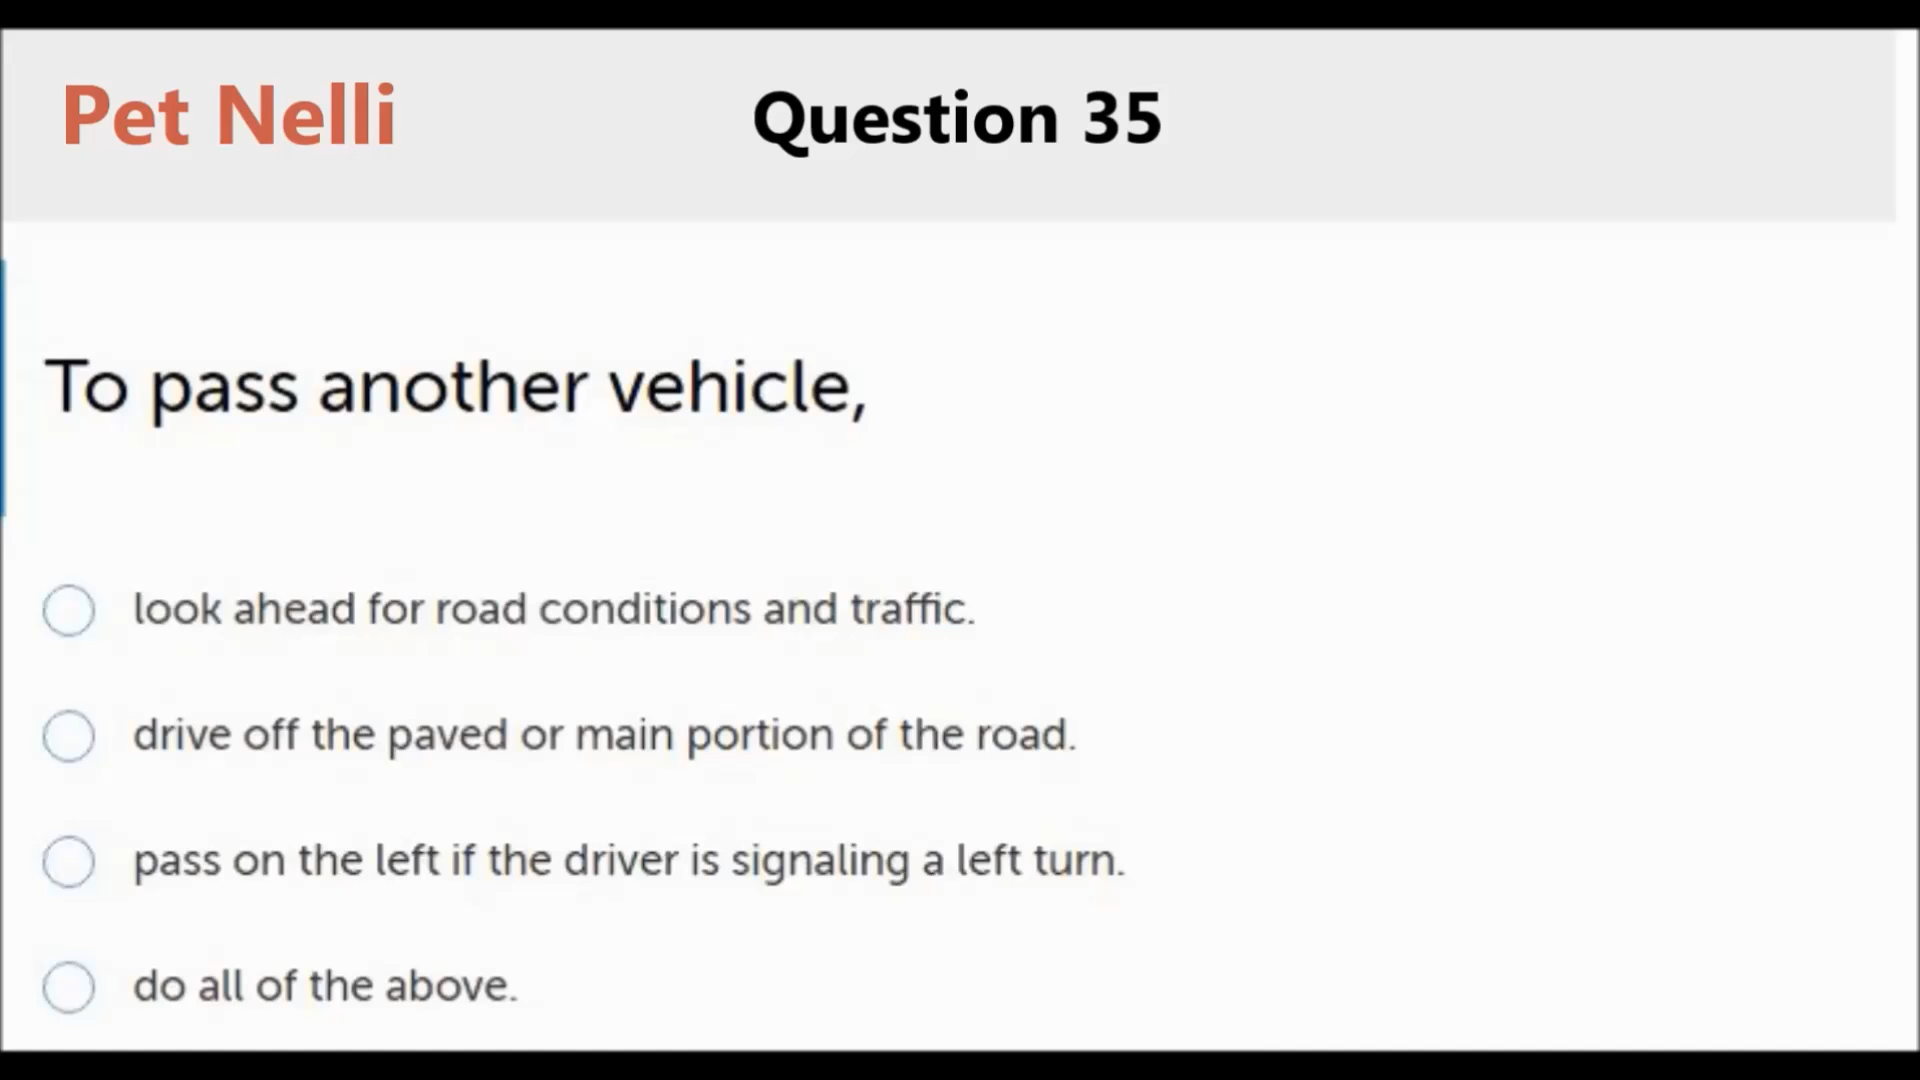 Pet Nelli
Question 35
To pass another vehicle,
look ahead for road conditions and traffic.
drive off the paved or main portion of the road.
pass on the left if the driver is signaling a left turn.
do all of the above.